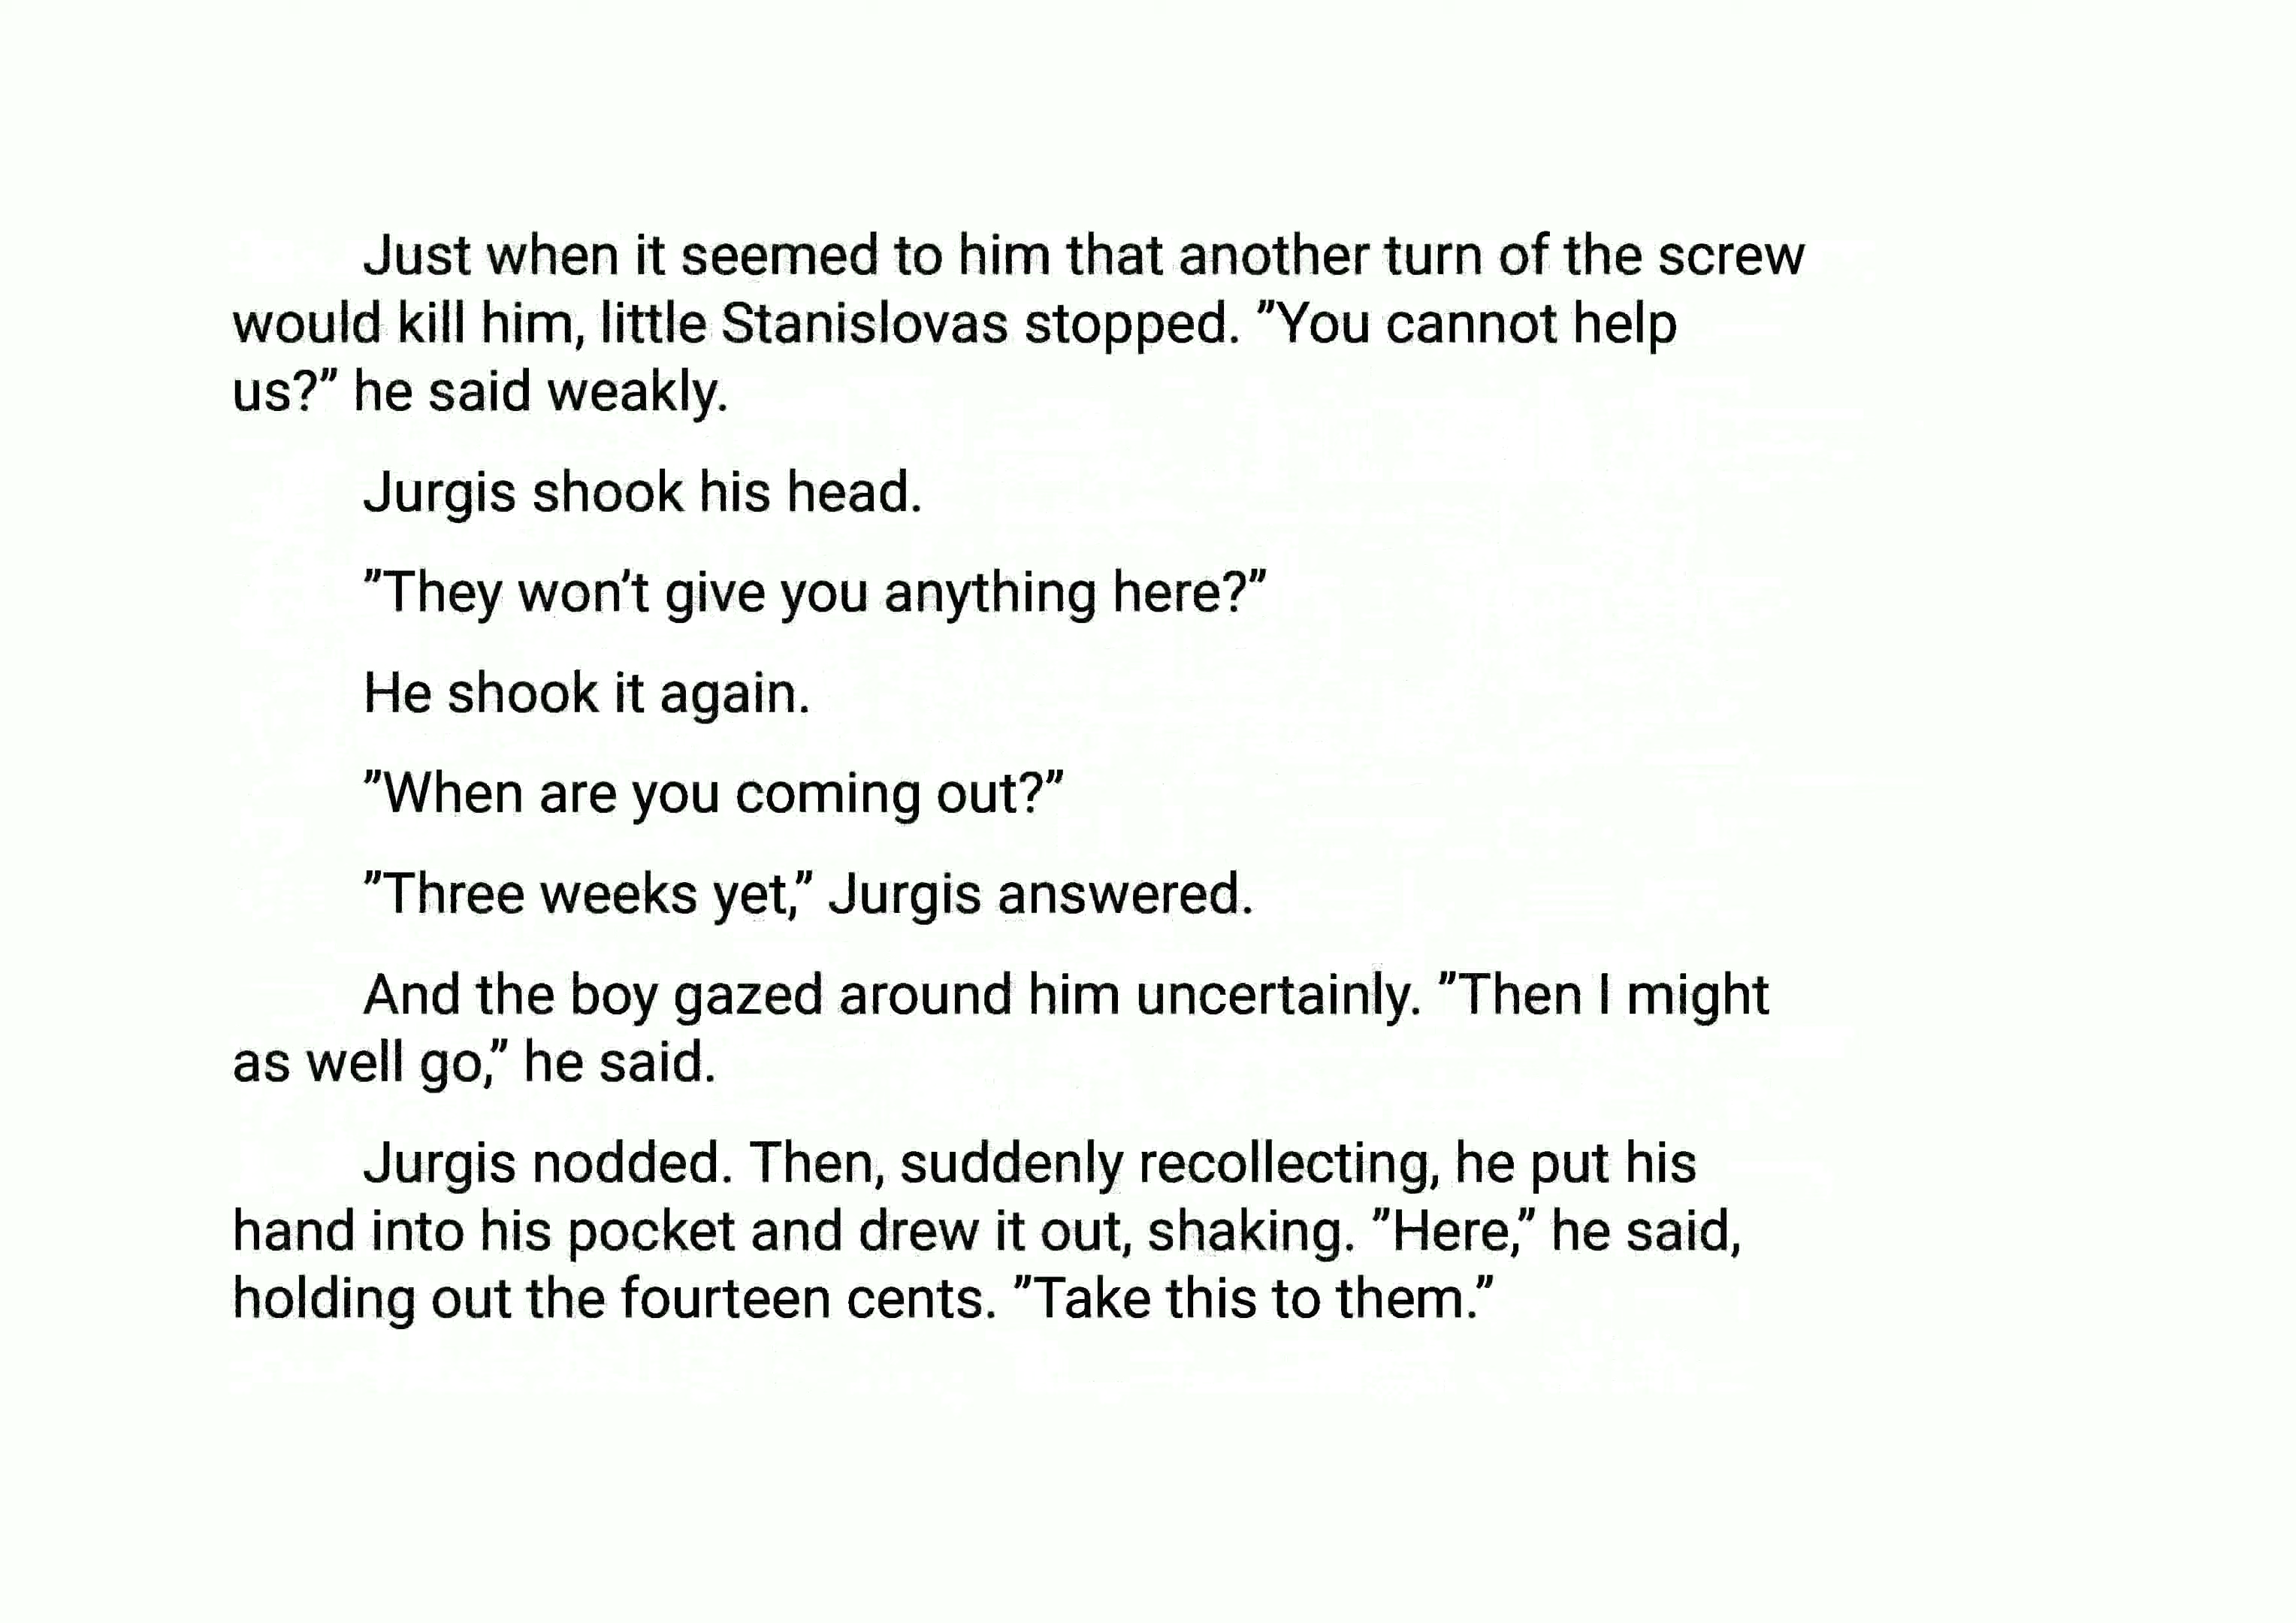 Just when it seemed to him that another turn of the screw
would kill him, little Stanislovas stopped. ”You cannot help
us?” he said weakly.
Jurgis shook his head.
”They won’t give you anything here?”
He shook it again.
”When are you coming out?”
”Three weeks yet,” Jurgis answered.
And the boy gazed around him uncertainly. ”Then I might
as well go,” he said.
Jurgis nodded. Then, suddenly recollecting, he put his
hand into his pocket and drew it out, shaking. ”Here,” he said,
holding out the fourteen cents. ”Take this to them.”